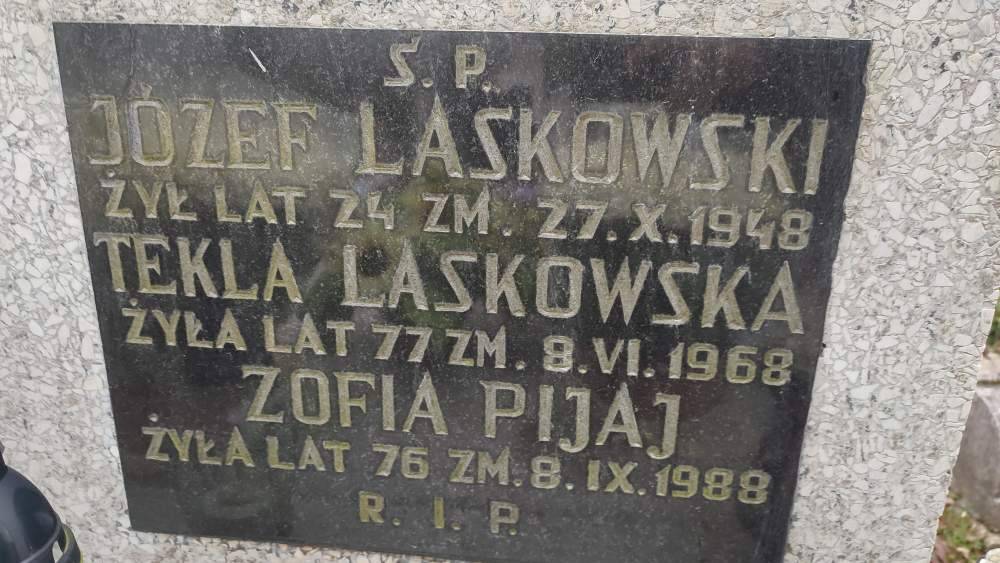 Ś. P.
JÓZEF LASKOWSKI
ŻYŁ LAT 24 ZM. 27. X. 1948
TEKLA LASKOWSKA
ŻYŁA LAT 77 ZM. 8. VI. 1968
ZOFIA PIJAJ
ŻYŁA LAT 76 ZM. 8. IX. 1988
R. I. P.